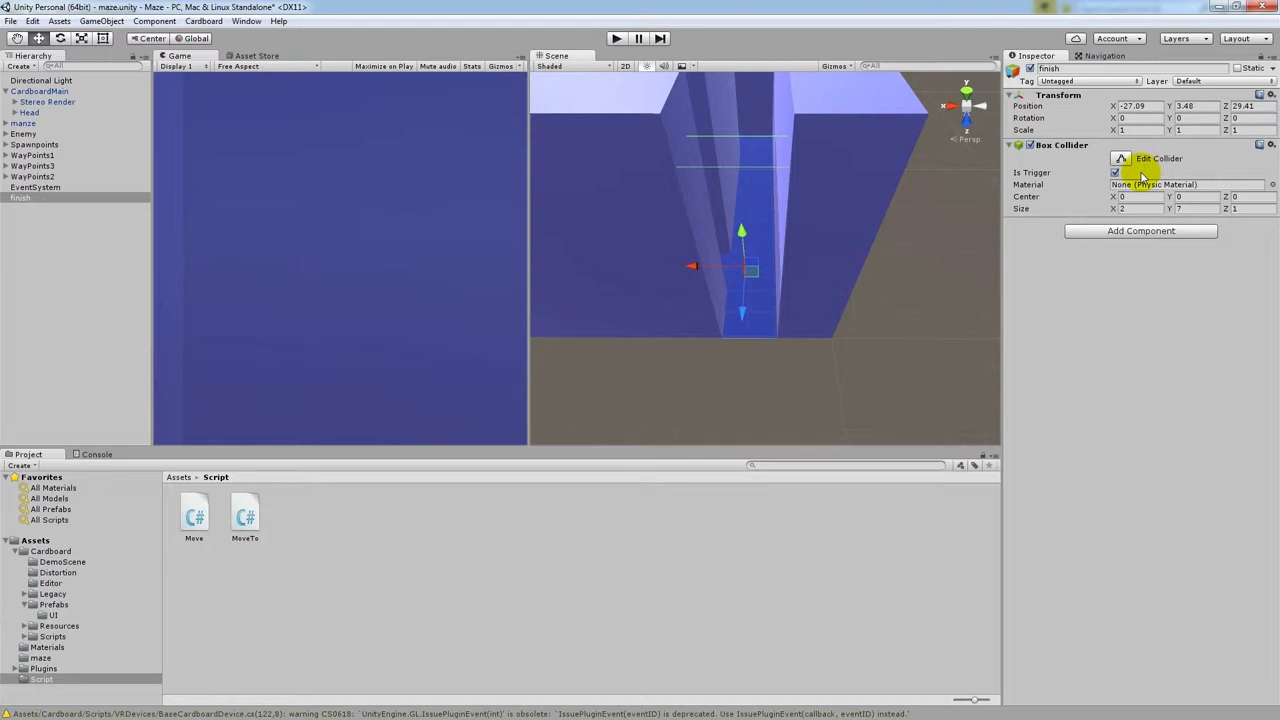 Unity Personal (64bit) - maze.unity - Maze - PC, Mac & Linux Standalone* <DX11>
File Edit Assets GameObject Component Cardboard Window Help
Center Global Account Layers Layout
Hierarchy Game Asset Store Scene Inspector Navigation
Create All Display 1 Free Aspect Maximize on Play Mute audio Stats Gizmos Shaded 2D Gizmos All finish Static
Tag Untagged Layer Default
Directional Light
CardboardMain
Stereo Render
Head
manze
Enemy
Spawnpoints
WayPoints1
WayPoints3
WayPoints2
EventSystem
finish
y
x
z
Persp
Transform
Position X -27.09 Y 3.48 Z 29.41
Rotation X 0 Y 0 Z 0
Scale X 1 Y 1 Z 1
Box Collider
Edit Collider
Is Trigger
Material None (Physic Material)
Center X 0 Y 0 Z 0
Size X 2 Y 7 Z 1
Add Component
Project Console
Create
Favorites
All Materials
All Models
All Prefabs
All Scripts
Assets
Cardboard
DemoScene
Distortion
Editor
Legacy
Prefabs
UI
Resources
Scripts
Materials
maze
Plugins
Script
Assets Script
C# C#
Move MoveTo
Assets/Cardboard/Scripts/VRDevices/BaseCardboardDevice.cs(122,8): warning CS0618: `UnityEngine.GL.IssuePluginEvent(int)' is obsolete: `IssuePluginEvent(eventID) is deprecated. Use IssuePluginEvent(callback, eventID) instead.'